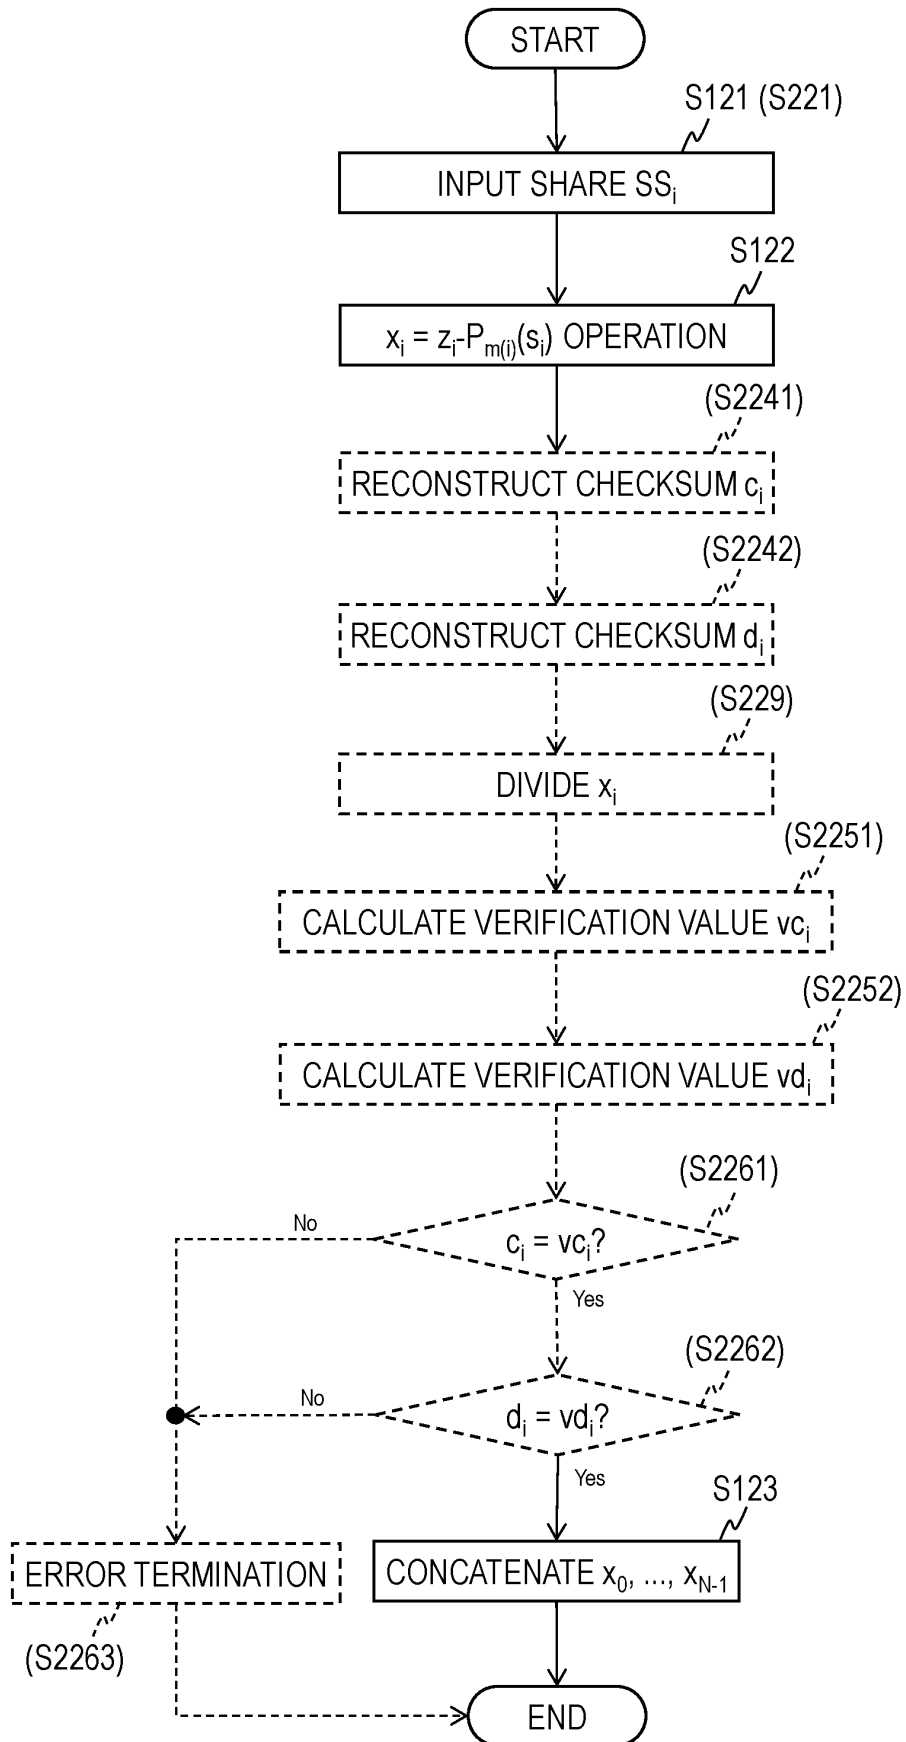 START
S121 (S221)
INPUT SHARE SSᵢ
S122
xᵢ = zᵢ-Pₘ₍ᵢ₎(sᵢ) OPERATION
(S2241)
RECONSTRUCT CHECKSUM cᵢ
(S2242)
RECONSTRUCT CHECKSUM dᵢ
(S229)
DIVIDE xᵢ
(S2251)
CALCULATE VERIFICATION VALUE vcᵢ
(S2252)
CALCULATE VERIFICATION VALUE vdᵢ
(S2261)
No
cᵢ = vcᵢ?
Yes
(S2262)
No
dᵢ = vdᵢ?
Yes
S123
ERROR TERMINATION
CONCATENATE x₀, ..., x_N-1
(S2263)
END